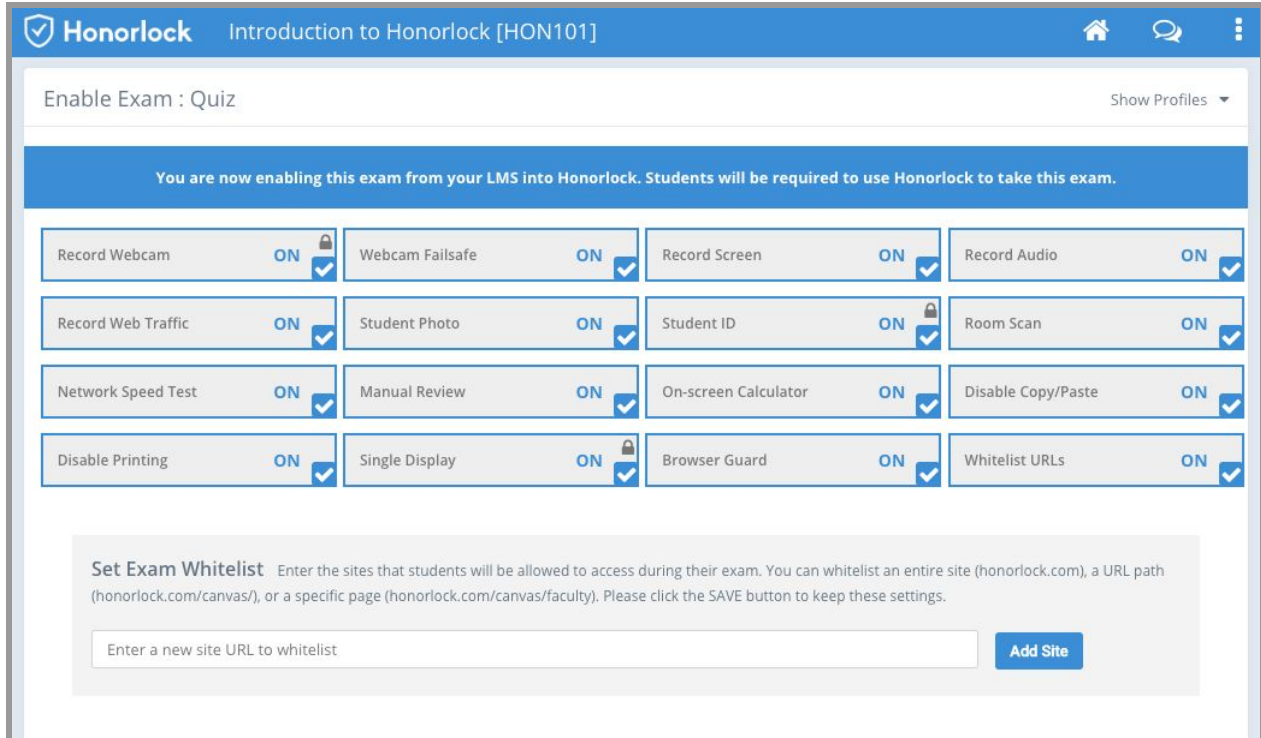 Honorlock Introduction to Honorlock [HON101]
Enable Exam : Quiz Show Profiles
You are now enabling this exam from your LMS into Honorlock. Students will be required to use Honorlock to take this exam.
Record Webcam ON Webcam Failsafe ON Record Screen ON Record Audio ON
Record Web Traffic ON Student Photo ON Student ID ON Room Scan ON
Network Speed Test ON Manual Review ON On-screen Calculator ON Disable Copy/Paste ON
Disable Printing ON Single Display ON Browser Guard ON Whitelist URLs ON
Set Exam Whitelist Enter the sites that students will be allowed to access during their exam. You can whitelist an entire site (honorlock.com), a URL path
(honorlock.com/canvas/), or a specific page (honorlock.com/canvas/faculty). Please click the SAVE button to keep these settings.
Enter a new site URL to whitelist Add Site